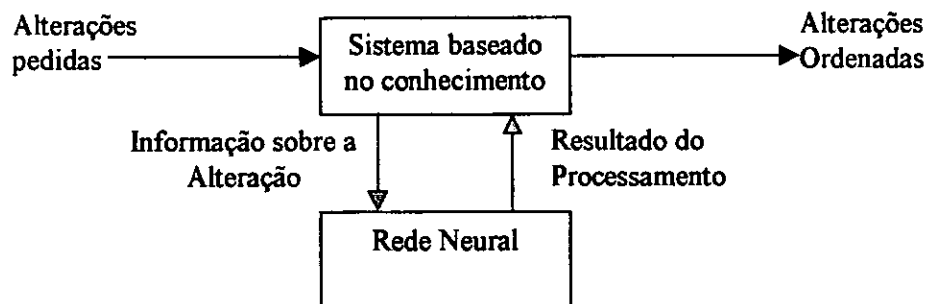 Alterações
pedidas
Sistema baseado
no conhecimento
Alterações
Ordenadas
Informação sobre a
Alteração
Resultado do
Processamento
Rede Neural